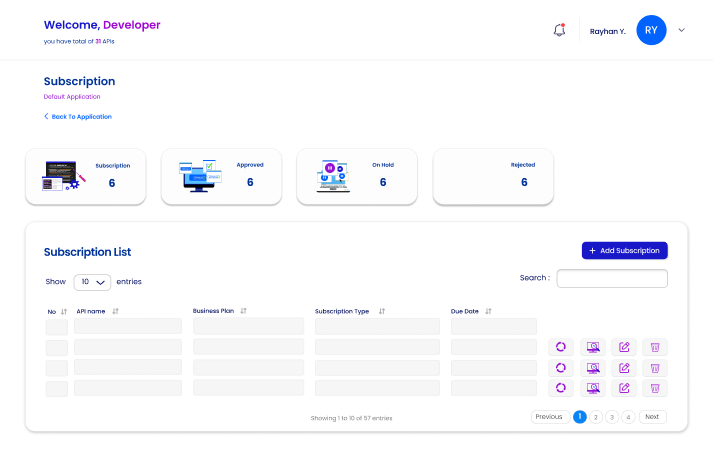 Welcome, Developer
you have total of 31 APIs
Rayhan Y.
RY
Subscription
Default Application
Back To Application
Subscription
6
Approved
6
On Hold
6
Rejected
6
Subscription List
+ Add Subscription
Show 10 entries
Search :
No API name Business Plan Subscription Type Due Date
Showing 1 to 10 of 57 entries
Previous 1 2 3 4 Next